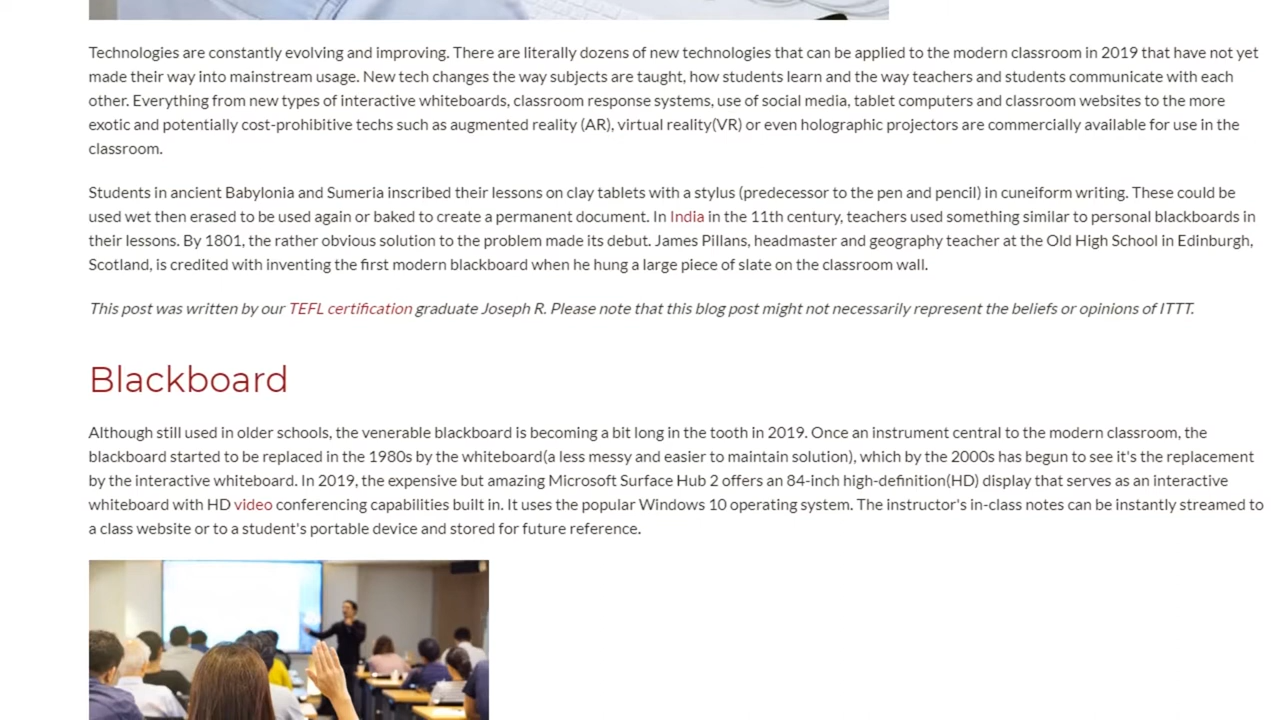 Technologies are constantly evolving and improving. There are literally dozens of new technologies that can be applied to the modern classroom in 2019 that have not yet
made their way into mainstream usage. New tech changes the way subjects are taught, how students learn and the way teachers and students communicate with each
other. Everything from new types of interactive whiteboards, classroom response systems, use of social media, tablet computers and classroom websites to the more
exotic and potentially cost-prohibitive techs such as augmented reality (AR), virtual reality(VR) or even holographic projectors are commercially available for use in the
classroom.
Students in ancient Babylonia and Sumeria inscribed their lessons on clay tablets with a stylus (predecessor to the pen and pencil) in cuneiform writing. These could be
used wet then erased to be used again or baked to create a permanent document. In India in the 11th century, teachers used something similar to personal blackboards in
their lessons. By 1801, the rather obvious solution to the problem made its debut. James Pillans, headmaster and geography teacher at the Old High School in Edinburgh,
Scotland, is credited with inventing the first modern blackboard when he hung a large piece of slate on the classroom wall.
This post was written by our TEFL certification graduate Joseph R. Please note that this blog post might not necessarily represent the beliefs or opinions of ITTT.
Blackboard
Although still used in older schools, the venerable blackboard is becoming a bit long in the tooth in 2019. Once an instrument central to the modern classroom, the
blackboard started to be replaced in the 1980s by the whiteboard(a less messy and easier to maintain solution), which by the 2000s has begun to see it's the replacement
by the interactive whiteboard. In 2019, the expensive but amazing Microsoft Surface Hub 2 offers an 84-inch high-definition(HD) display that serves as an interactive
whiteboard with HD video conferencing capabilities built in. It uses the popular Windows 10 operating system. The instructor's in-class notes can be instantly streamed to
a class website or to a student's portable device and stored for future reference.